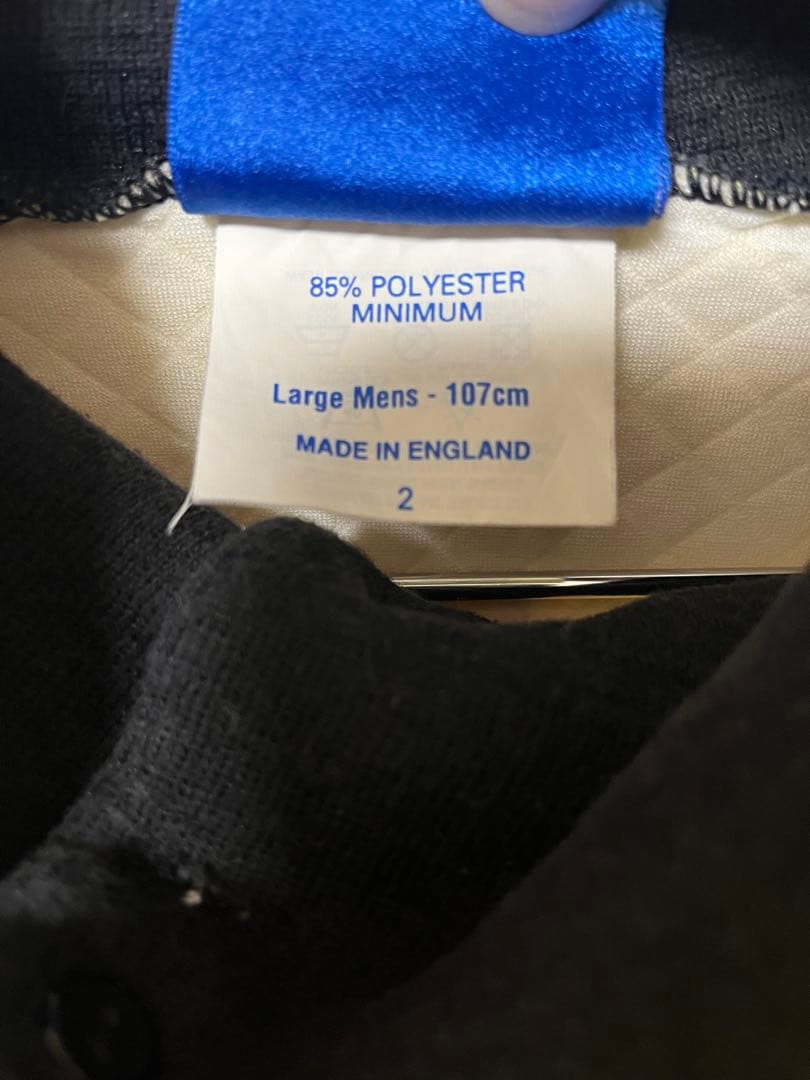 85% POLYESTER
MINIMUM
Large Mens - 107cm
MADE IN ENGLAND
2